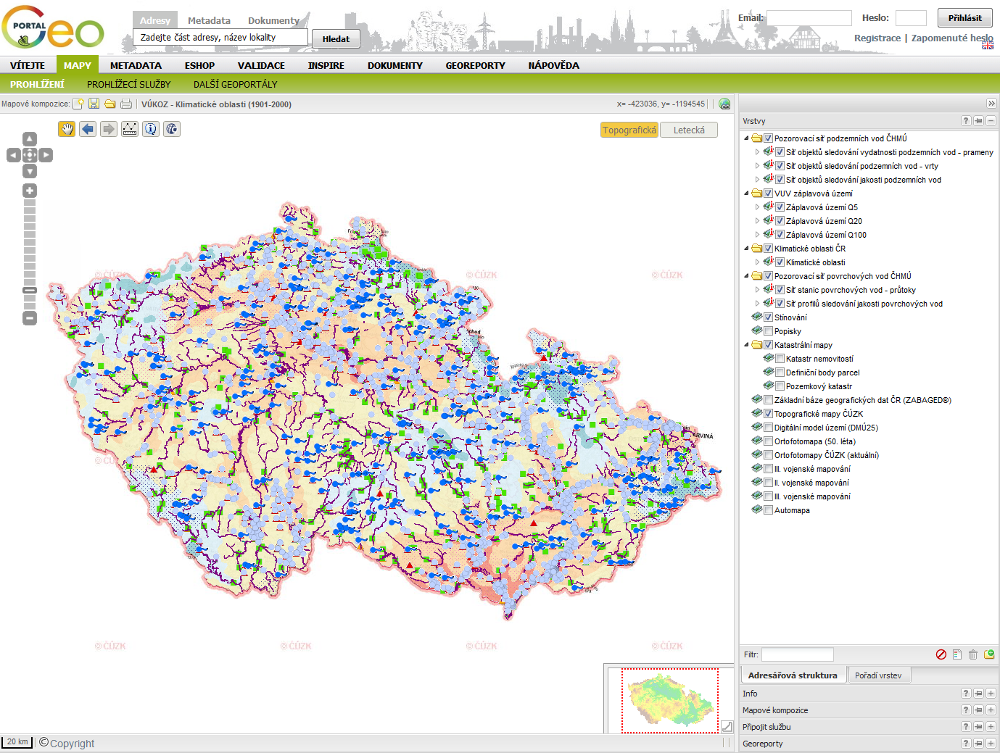 PORTAL
Geo
Adresy Metadata Dokumenty
Zadejte část adresy, název lokality
Hledat
Email:
Heslo:
Přihlásit
Registrace | Zapomenuté heslo
VÍTEJTE MAPY METADATA ESHOP VALIDACE INSPIRE DOKUMENTY GEOREPORTY NÁPOVĚDA
PROHLÍŽENÍ PROHLÍŽECÍ SLUŽBY DALŠÍ GEOPORTÁLY
Mapové kompozice:
VÚKOZ - Klimatické oblasti (1901-2000)
x= -423036, y= -1194545
Topografická Letecká
© ČÚZK © ČÚZK © ČÚZK
© ČÚZK
© ČÚZK © ČÚZK © ČÚZK © ČÚZK
20 km
© Copyright
Vrstvy
Pozorovací síť podzemních vod ČHMÚ
Síť objektů sledování vydatnosti podzemních vod - prameny
Síť objektů sledování podzemních vod - vrty
Síť objektů sledování jakosti podzemních vod
VUV záplavová území
Záplavová území Q5
Záplavová území Q20
Záplavová území Q100
Klimatické oblasti ČR
Klimatické oblasti
Pozorovací síť povrchových vod ČHMÚ
Síť stanic povrchových vod - průtoky
Síť profilů sledování jakosti povrchových vod
Stínování
Popisky
Katastrální mapy
Katastr nemovitostí
Definiční body parcel
Pozemkový katastr
Základní báze geografických dat ČR (ZABAGED®)
Topografické mapy ČÚZK
Digitální model území (DMÚ25)
Ortofotomapa (50. léta)
Ortofotomapy ČÚZK (aktuální)
III. vojenské mapování
II. vojenské mapování
III. vojenské mapování
Automapa
Filtr:
Adresářová struktura Pořadí vrstev
Info
Mapové kompozice
Připojit službu
Georeporty